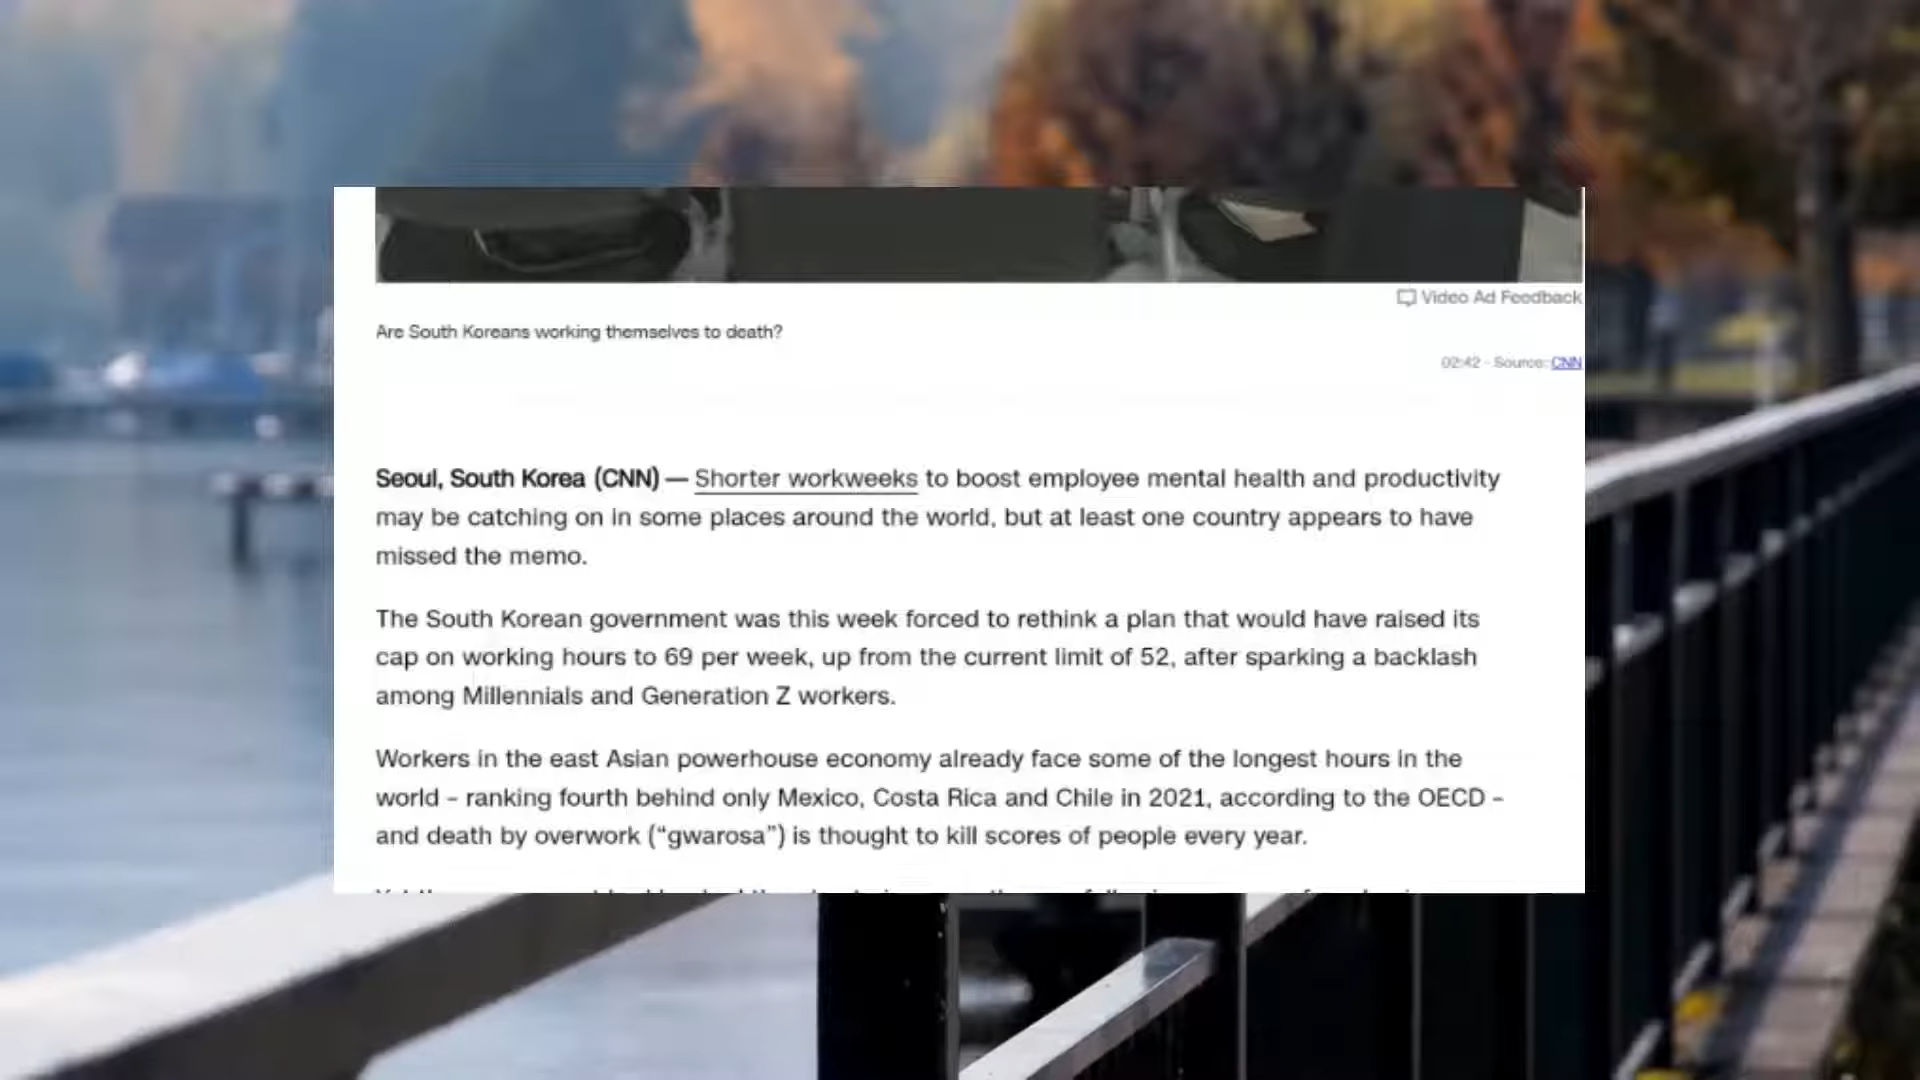 Video Ad Feedback
Are South Koreans working themselves to death?
02:42 - Source: CNN
Seoul, South Korea (CNN) — Shorter workweeks to boost employee mental health and productivity
may be catching on in some places around the world, but at least one country appears to have
missed the memo.
The South Korean government was this week forced to rethink a plan that would have raised its
cap on working hours to 69 per week, up from the current limit of 52, after sparking a backlash
among Millennials and Generation Z workers.
Workers in the east Asian powerhouse economy already face some of the longest hours in the
world – ranking fourth behind only Mexico, Costa Rica and Chile in 2021, according to the OECD –
and death by overwork (“gwarosa”) is thought to kill scores of people every year.